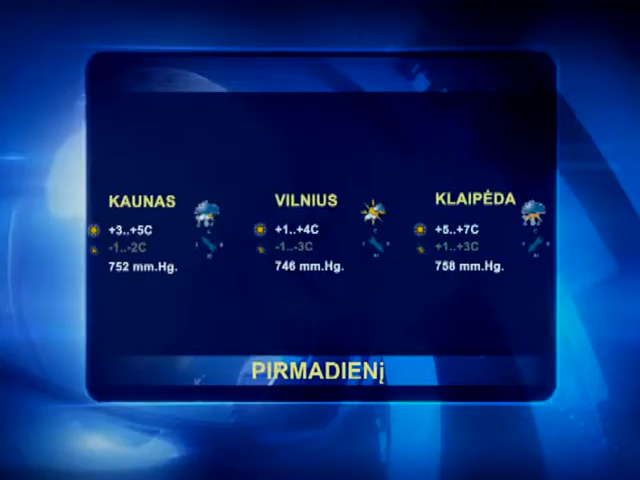 KAUNAS
+3..+5C
-1..-2C
752 mm.Hg.
VILNIUS
+1..+4C
-1..-3C
746 mm.Hg.
KLAIPĖDA
+5..+7C
+1..+3C
758 mm.Hg.
PIRMADIENį